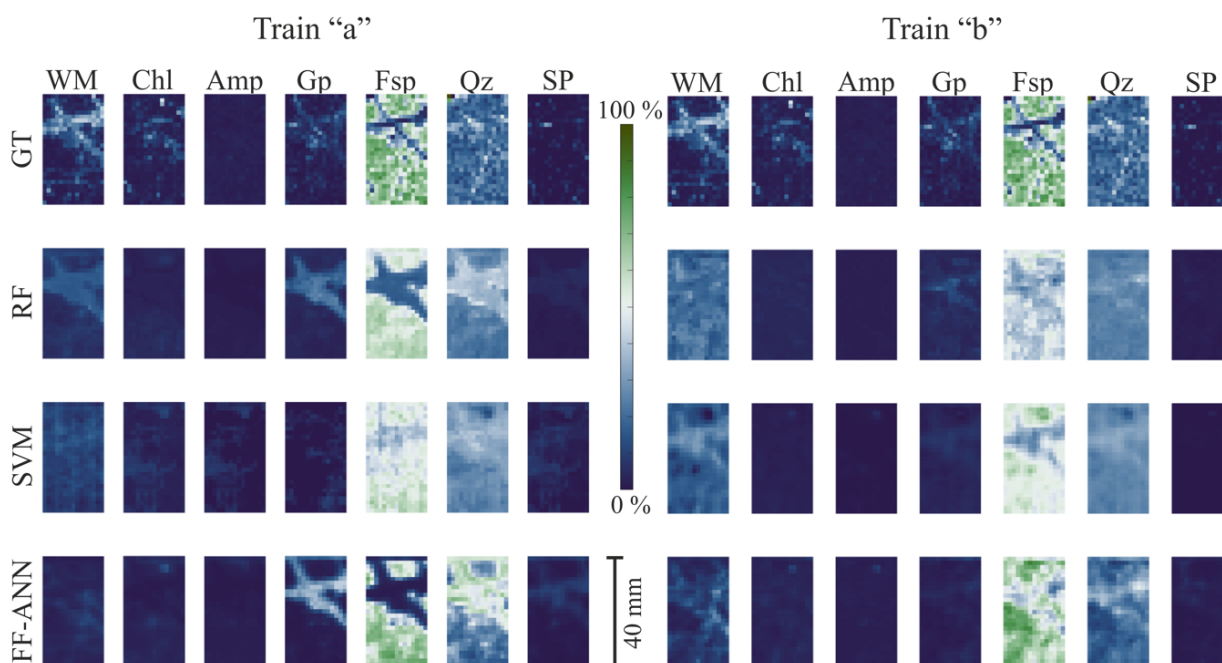 Train “a”
Train “b”
WM Chl Amp Gp Fsp Qz SP
WM Chl Amp Gp Fsp Qz SP
100 %
GT
RF
SVM
0 %
FF-ANN
40 mm